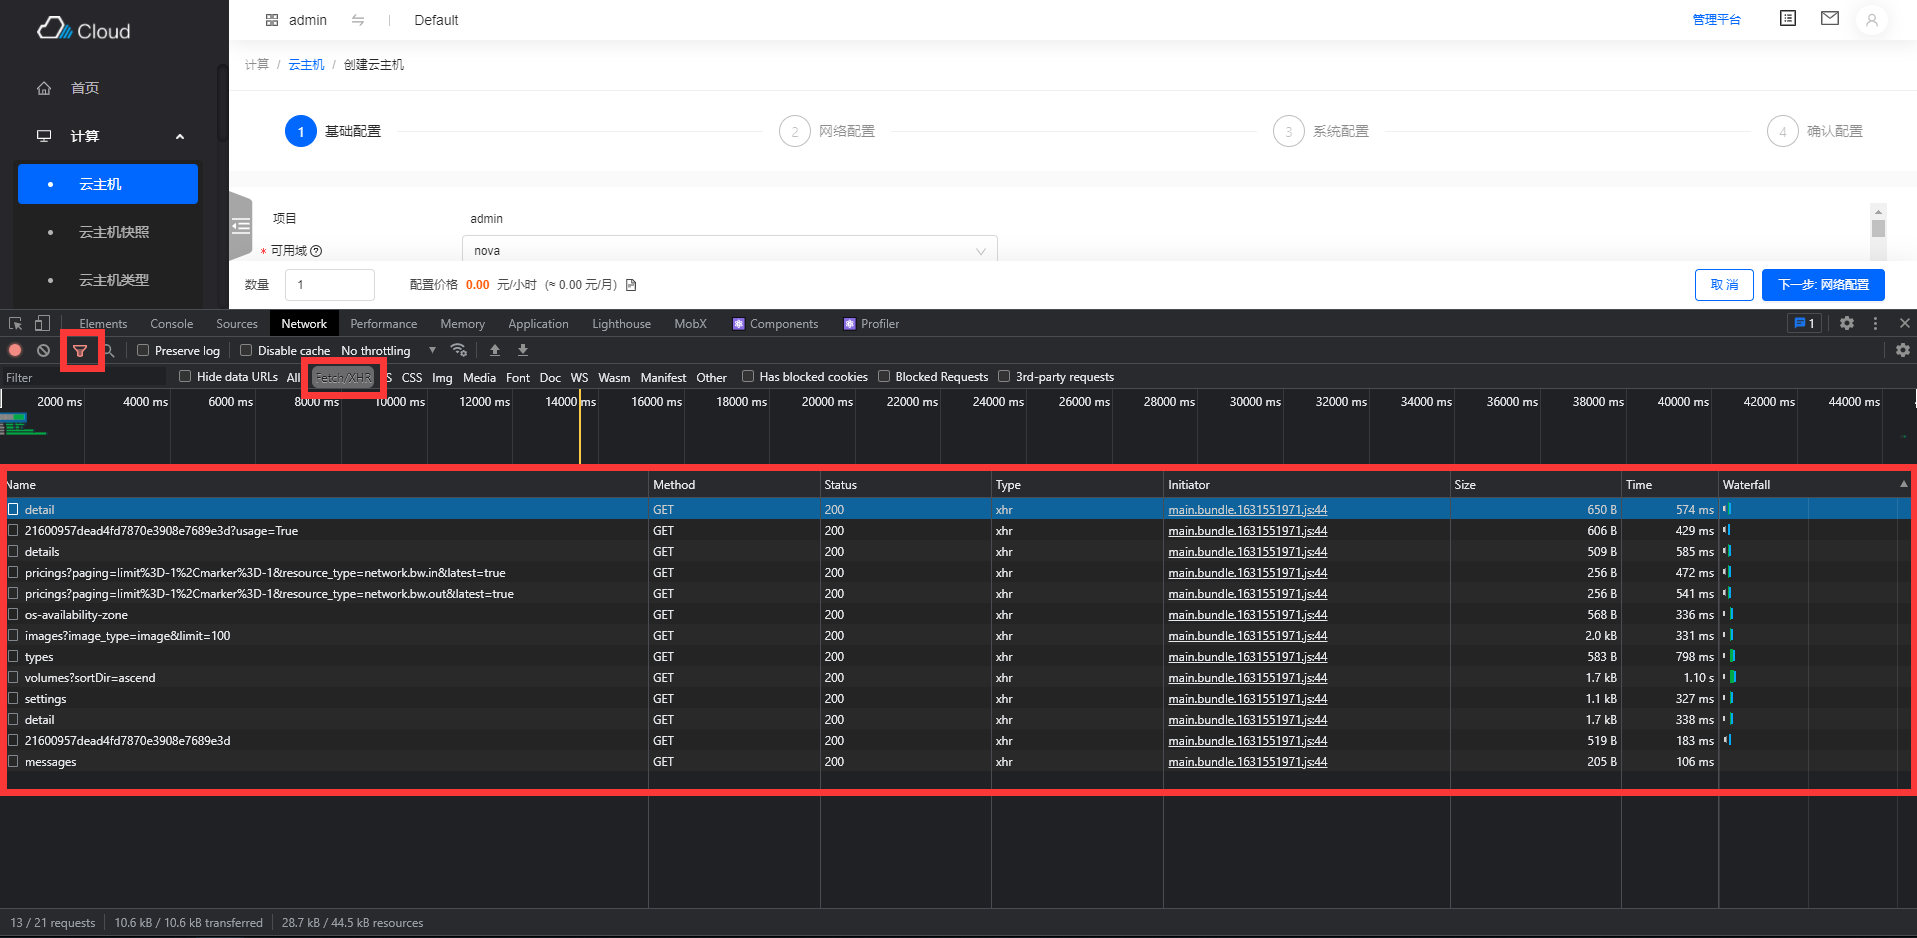 Cloud
admin
Default
管理平台
首页
计算
云主机
云主机快照
云主机类型
计算 / 云主机 / 创建云主机
1 基础配置
2 网络配置
3 系统配置
4 确认配置
项目 admin
* 可用域 nova
数量 1 配置价格 0.00 元/小时 (≈ 0.00 元/月)
取 消 下一步: 网络配置
Elements Console Sources Network Performance Memory Application Lighthouse MobX Components Profiler 1
Preserve log Disable cache No throttling
Filter Hide data URLs All Fetch/XHR CSS Img Media Font Doc WS Wasm Manifest Other Has blocked cookies Blocked Requests 3rd-party requests
2000 ms 4000 ms 6000 ms 8000 ms 10000 ms 12000 ms 14000 ms 16000 ms 18000 ms 20000 ms 22000 ms 24000 ms 26000 ms 28000 ms 30000 ms 32000 ms 34000 ms 36000 ms 38000 ms 40000 ms 42000 ms 44000 ms
Name Method Status Type Initiator Size Time Waterfall
detail GET 200 xhr main.bundle.1631551971.js:44 650 B 574 ms
21600957dead4fd7870e3908e7689e3d?usage=True GET 200 xhr main.bundle.1631551971.js:44 606 B 429 ms
details GET 200 xhr main.bundle.1631551971.js:44 509 B 585 ms
pricings?paging=limit%3D-1%2Cmarker%3D-1&resource_type=network.bw.in&latest=true GET 200 xhr main.bundle.1631551971.js:44 256 B 472 ms
pricings?paging=limit%3D-1%2Cmarker%3D-1&resource_type=network.bw.out&latest=true GET 200 xhr main.bundle.1631551971.js:44 256 B 541 ms
os-availability-zone GET 200 xhr main.bundle.1631551971.js:44 568 B 336 ms
images?image_type=image&limit=100 GET 200 xhr main.bundle.1631551971.js:44 2.0 kB 331 ms
types GET 200 xhr main.bundle.1631551971.js:44 583 B 798 ms
volumes?sortDir=ascend GET 200 xhr main.bundle.1631551971.js:44 1.7 kB 1.10 s
settings GET 200 xhr main.bundle.1631551971.js:44 1.1 kB 327 ms
detail GET 200 xhr main.bundle.1631551971.js:44 1.7 kB 338 ms
21600957dead4fd7870e3908e7689e3d GET 200 xhr main.bundle.1631551971.js:44 519 B 183 ms
messages GET 200 xhr main.bundle.1631551971.js:44 205 B 106 ms
13 / 21 requests 10.6 kB / 10.6 kB transferred 28.7 kB / 44.5 kB resources